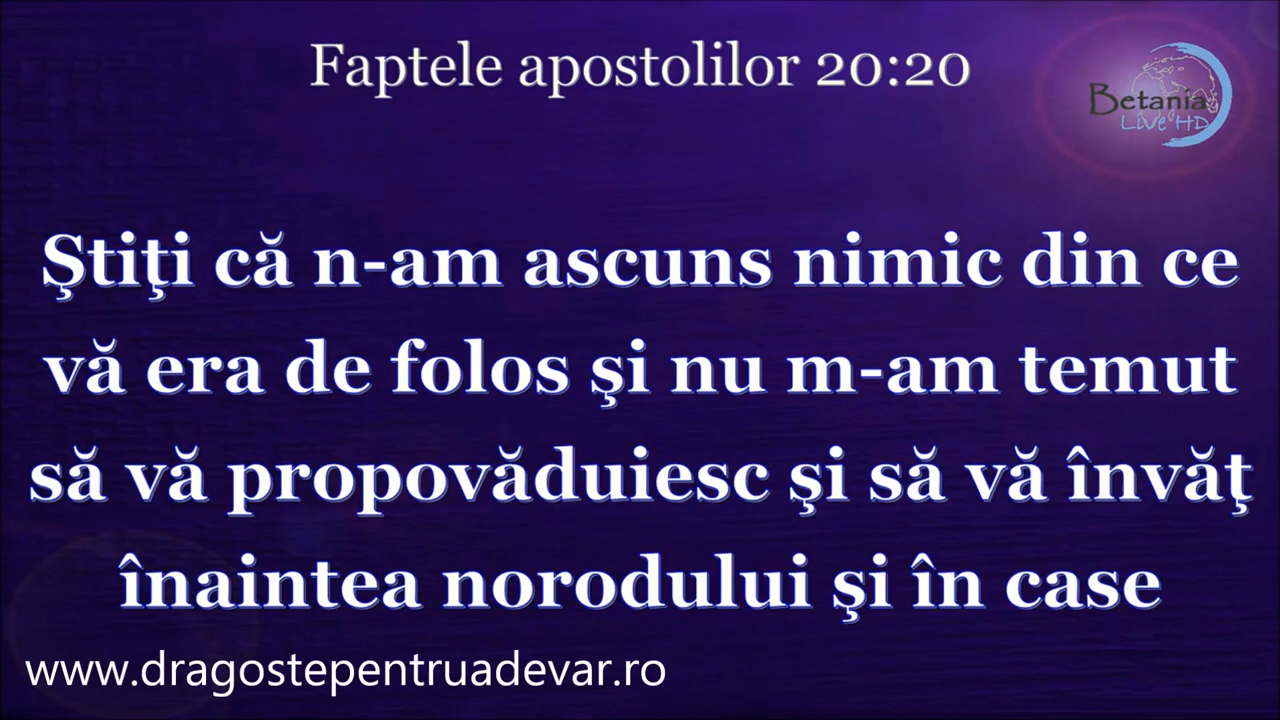 Faptele apostolilor 20:20
Betania
Live HD
Ştiţi că n-am ascuns nimic din ce
vă era de folos şi nu m-am temut
să vă propovăduiesc şi să vă învăţ
înaintea norodului şi în case
www.dragostepentruadevar.ro